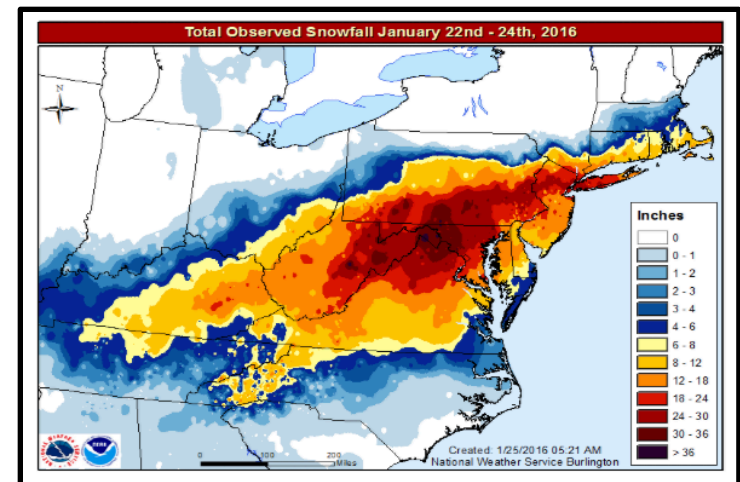 Total Observed Snowfall January 22nd - 24th, 2016
N
Inches
0
0 - 1
1 - 2
2 - 3
3 - 4
4 - 6
6 - 8
8 - 12
12 - 18
18 - 24
24 - 30
30 - 36
> 36
Created: 1/25/2016 05.21 AM
National Weather Service Burlington
0 100 200
Miles